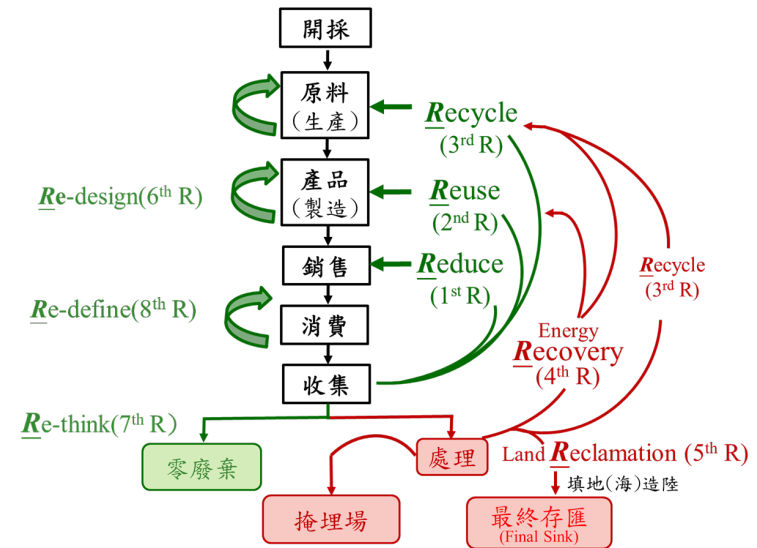 開採
原料
(生產)
Recycle
(3rd R)
Re-design(6th R)
產品
(製造)
Reuse
(2nd R)
銷售
Reduce
(1st R)
Recycle
(3rd R)
Re-define(8th R)
消費
Energy
Recovery
(4th R)
收集
Re-think(7th R)
零廢棄
處理
Land Reclamation (5th R)
填地(海)造陸
掩埋場
最終存匯
(Final Sink)